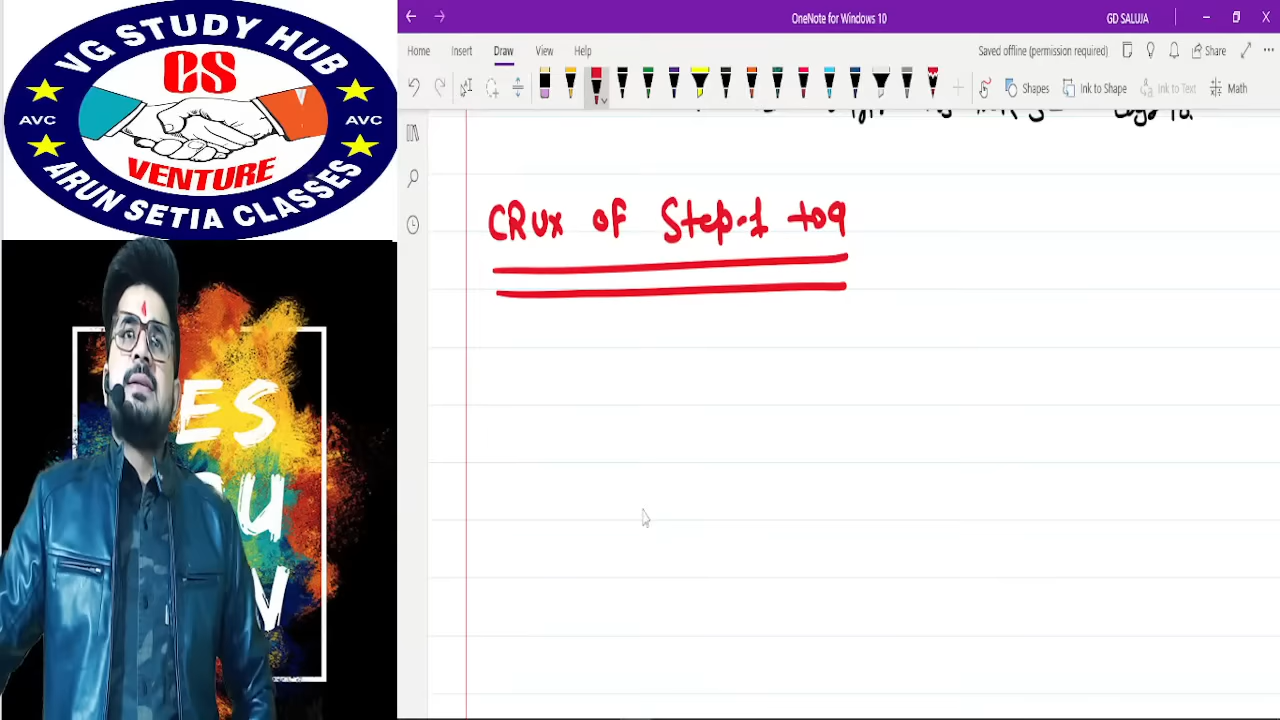 VG STUDY HUB
CS
AVC
AVC
VENTURE
ARUN SETIA CLASSES
OneNote for Windows 10
GD SALUJA
Home Insert Draw View Help
Saved offline (permission required)
Share
Shapes
Ink to Shape
Ink to Text
Math
CRux of Step-1 to 9
ES
OU
V